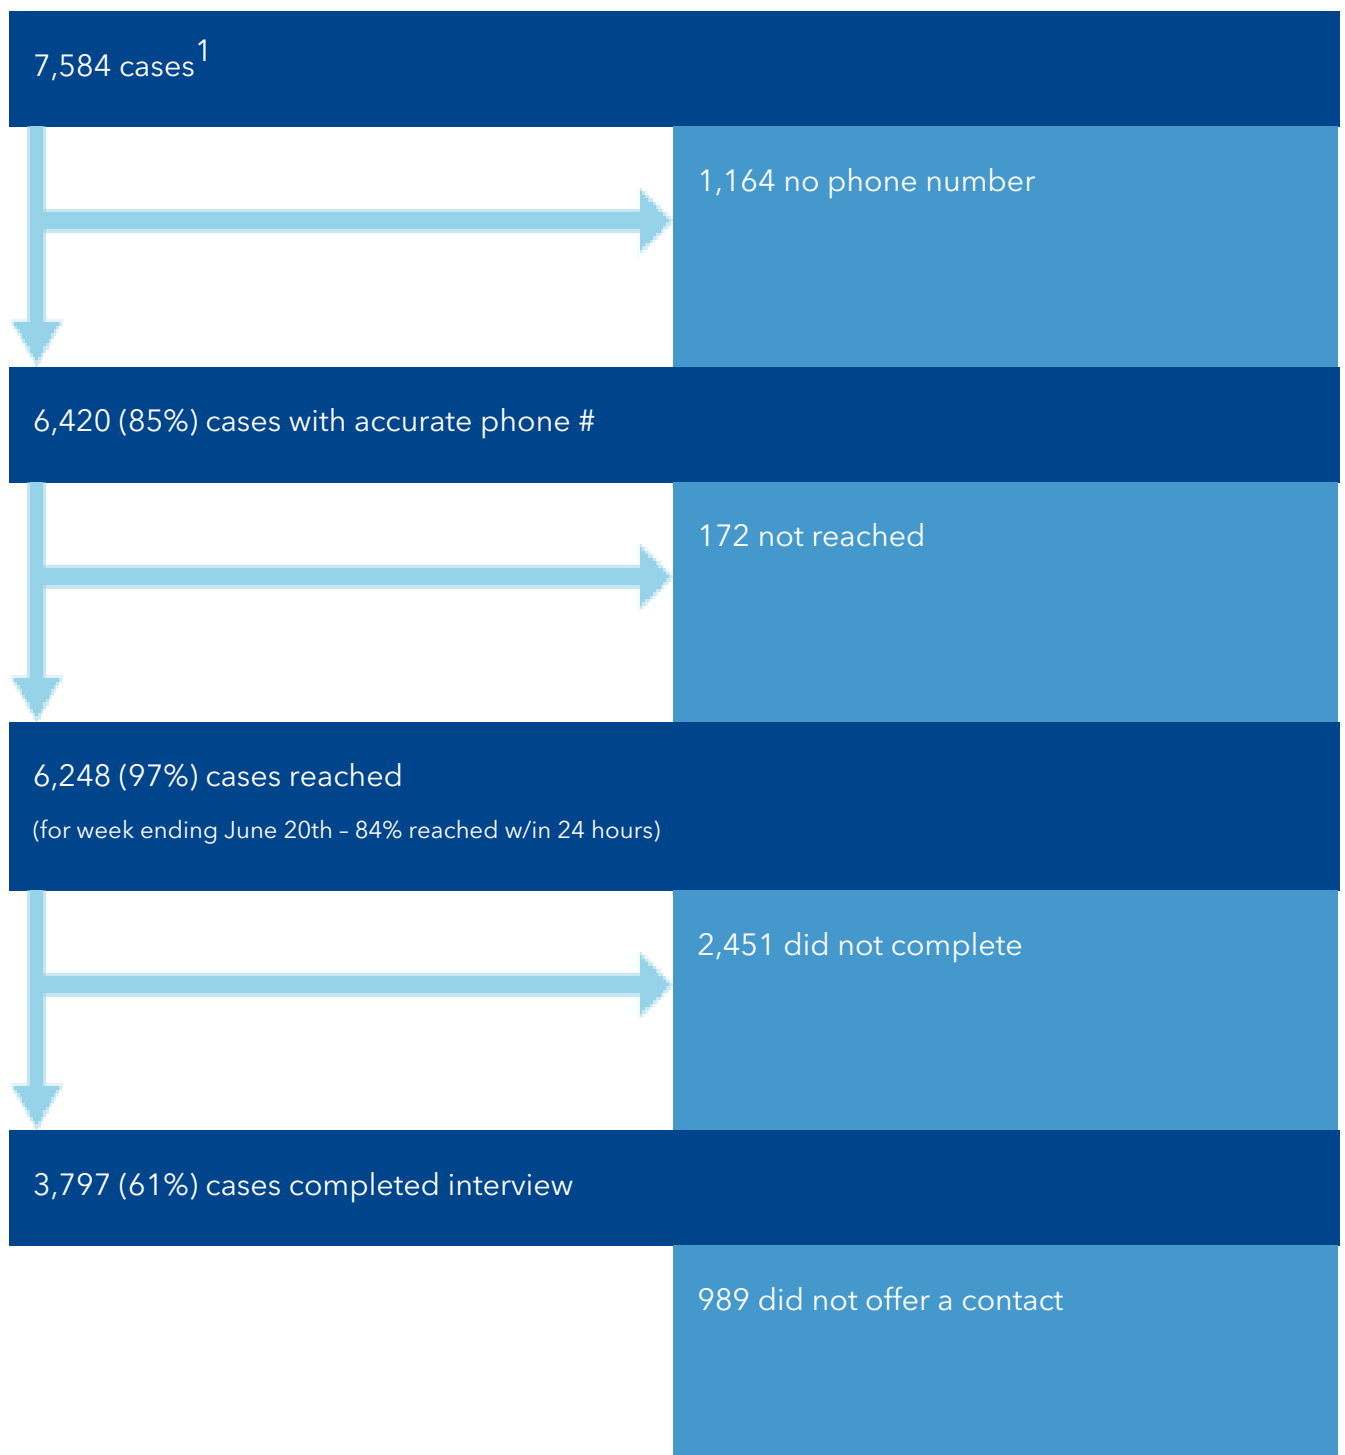 7,584 cases1
1,164 no phone number
6,420 (85%) cases with accurate phone #
172 not reached
6,248 (97%) cases reached
(for week ending June 20th – 84% reached w/in 24 hours)
2,451 did not complete
3,797 (61%) cases completed interview
989 did not offer a contact